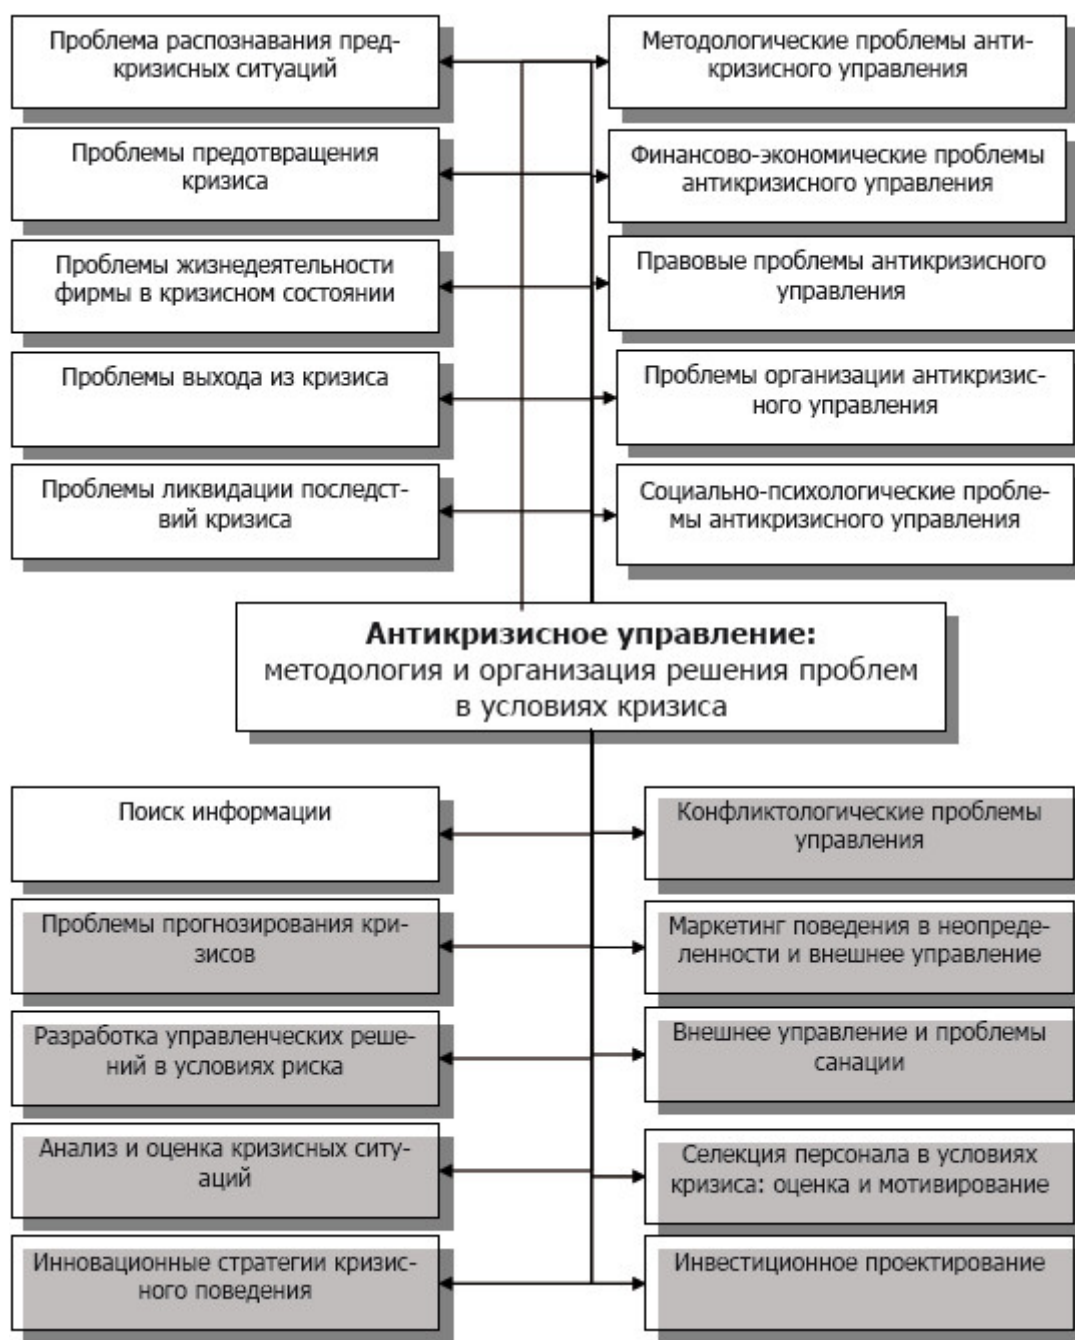 Проблема распознавания пред-
кризисных ситуаций
Методологические проблемы анти-
кризисного управления
Проблемы предотвращения
кризиса
Финансово-экономические проблемы
антикризисного управления
Проблемы жизнедеятельности
фирмы в кризисном состоянии
Правовые проблемы антикризисного
управления
Проблемы выхода из кризиса
Проблемы организации антикризис-
ного управления
Проблемы ликвидации последст-
вий кризиса
Социально-психологические пробле-
мы антикризисного управления
Антикризисное управление:
методология и организация решения проблем
в условиях кризиса
Поиск информации
Конфликтологические проблемы
управления
Проблемы прогнозирования кри-
зисов
Маркетинг поведения в неопреде-
ленности и внешнее управление
Разработка управленческих реше-
ний в условиях риска
Внешнее управление и проблемы
санации
Анализ и оценка кризисных ситу-
аций
Селекция персонала в условиях
кризиса: оценка и мотивирование
Инновационные стратегии кризис-
ного поведения
Инвестиционное проектирование